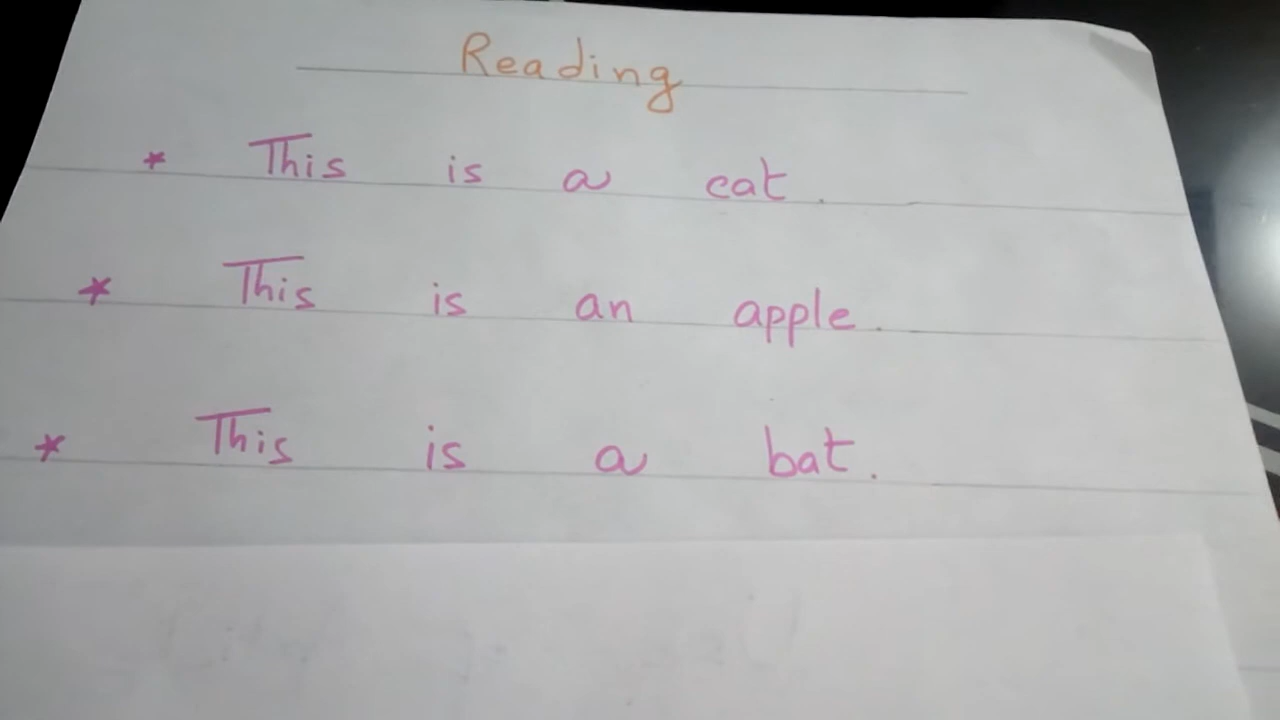 Reading
* This is a cat.
* This is an apple.
* This is a bat.